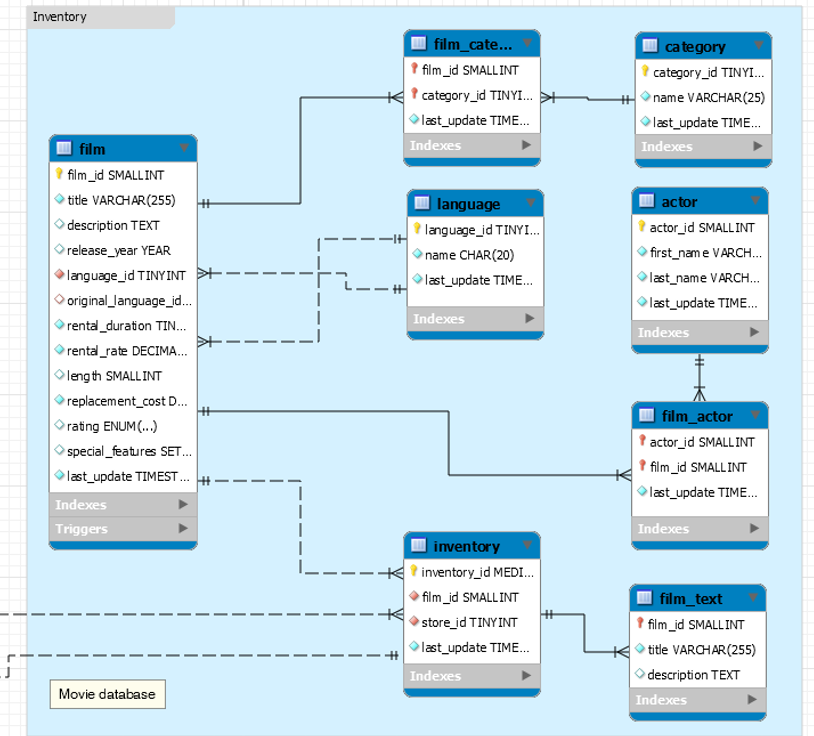 Inventory
film
film_id SMALLINT
title VARCHAR(255)
description TEXT
release_year YEAR
language_id TINYINT
original_language_id...
rental_duration TIN...
rental_rate DECIMA...
length SMALLINT
replacement_cost D...
rating ENUM(...)
special_features SET...
last_update TIMEST...
Indexes
Triggers
film_cate...
film_id SMALLINT
category_id TINYI...
last_update TIME...
Indexes
category
category_id TINYI...
name VARCHAR(25)
last_update TIME...
Indexes
language
language_id TINYI...
name CHAR(20)
last_update TIME...
Indexes
actor
actor_id SMALLINT
first_name VARCH...
last_name VARCH...
last_update TIME...
Indexes
film_actor
actor_id SMALLINT
film_id SMALLINT
last_update TIME...
Indexes
inventory
inventory_id MEDI...
film_id SMALLINT
store_id TINYINT
last_update TIME...
Indexes
film_text
film_id SMALLINT
title VARCHAR(255)
description TEXT
Indexes
Movie database